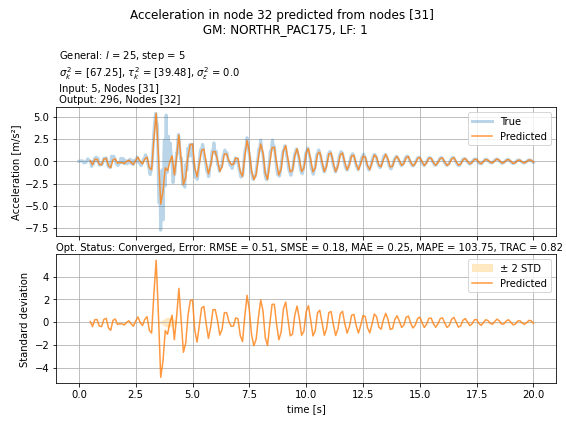 Acceleration in node 32 predicted from nodes [31]
GM: NORTHR_PAC175, LF: 1
General: l = 25, step = 5
σ²ₖ = [67.25], τ²ₖ = [39.48], σ²ε = 0.0
Input: 5, Nodes [31]
Output: 296, Nodes [32]
5.0
2.5
0.0
−2.5
−5.0
−7.5
Acceleration [m/s²]
True
Predicted
Opt. Status: Converged, Error: RMSE = 0.51, SMSE = 0.18, MAE = 0.25, MAPE = 103.75, TRAC = 0.82
4
2
0
−2
−4
Standard deviation
± 2 STD
Predicted
0.0 2.5 5.0 7.5 10.0 12.5 15.0 17.5 20.0
time [s]